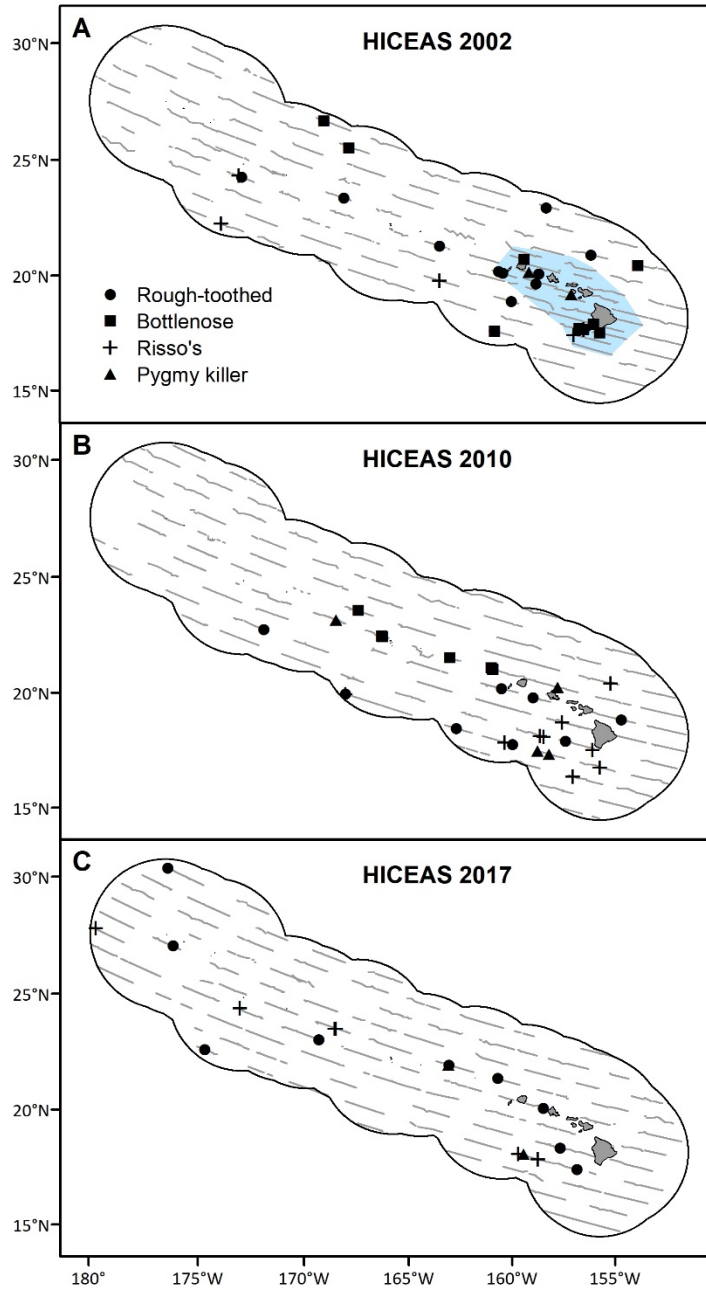 A
HICEAS 2002
30°N
25°N
20°N
15°N
Rough-toothed
Bottlenose
Risso's
Pygmy killer
B
HICEAS 2010
30°N
25°N
20°N
15°N
C
HICEAS 2017
30°N
25°N
20°N
15°N
180° 175°W 170°W 165°W 160°W 155°W